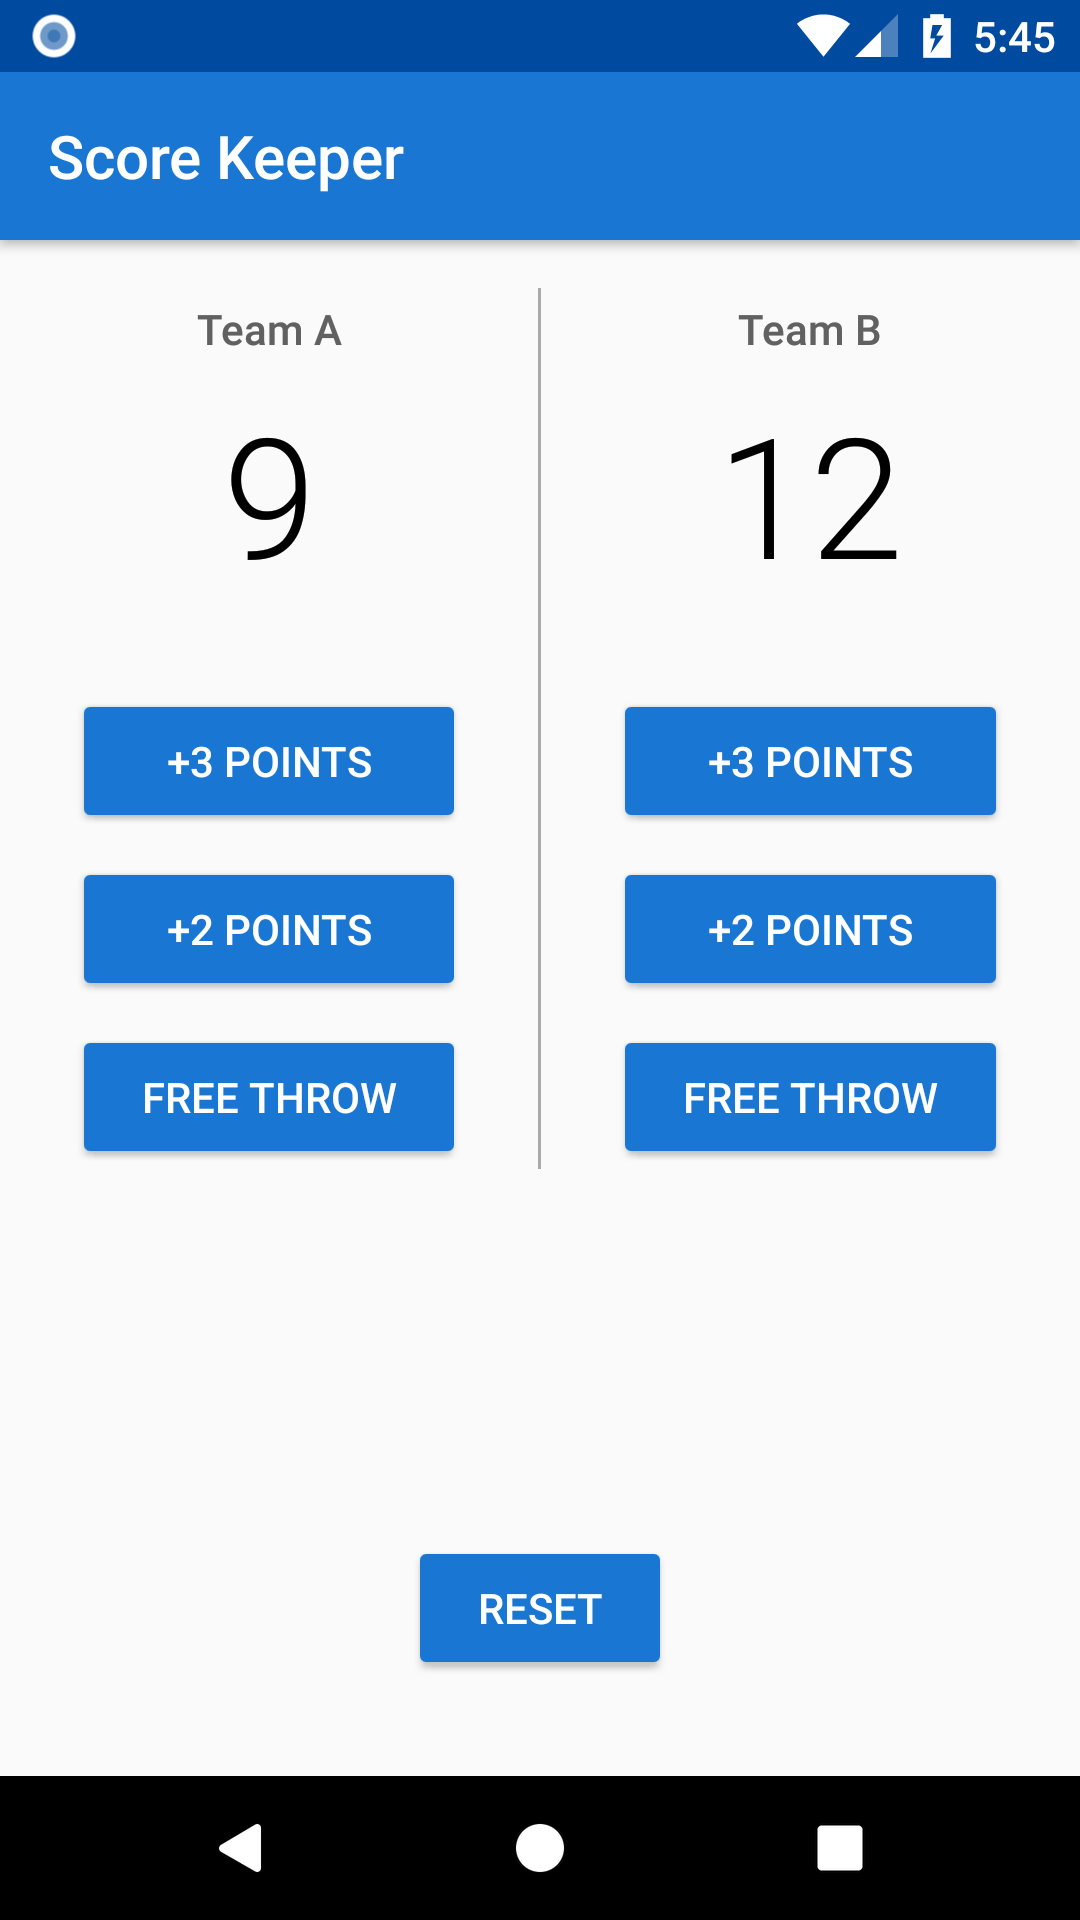 5:45
Score Keeper
Team A
Team B
9
12
+3 POINTS
+3 POINTS
+2 POINTS
+2 POINTS
FREE THROW
FREE THROW
RESET